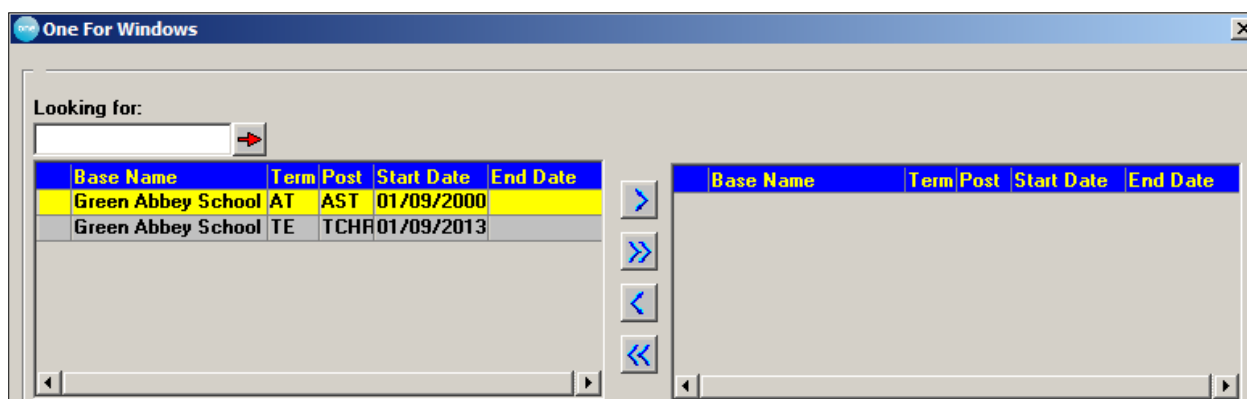 one One For Windows
Looking for:
Base Name Term Post Start Date End Date
Green Abbey School AT AST 01/09/2000
Green Abbey School TE TCHR 01/09/2013
Base Name Term Post Start Date End Date